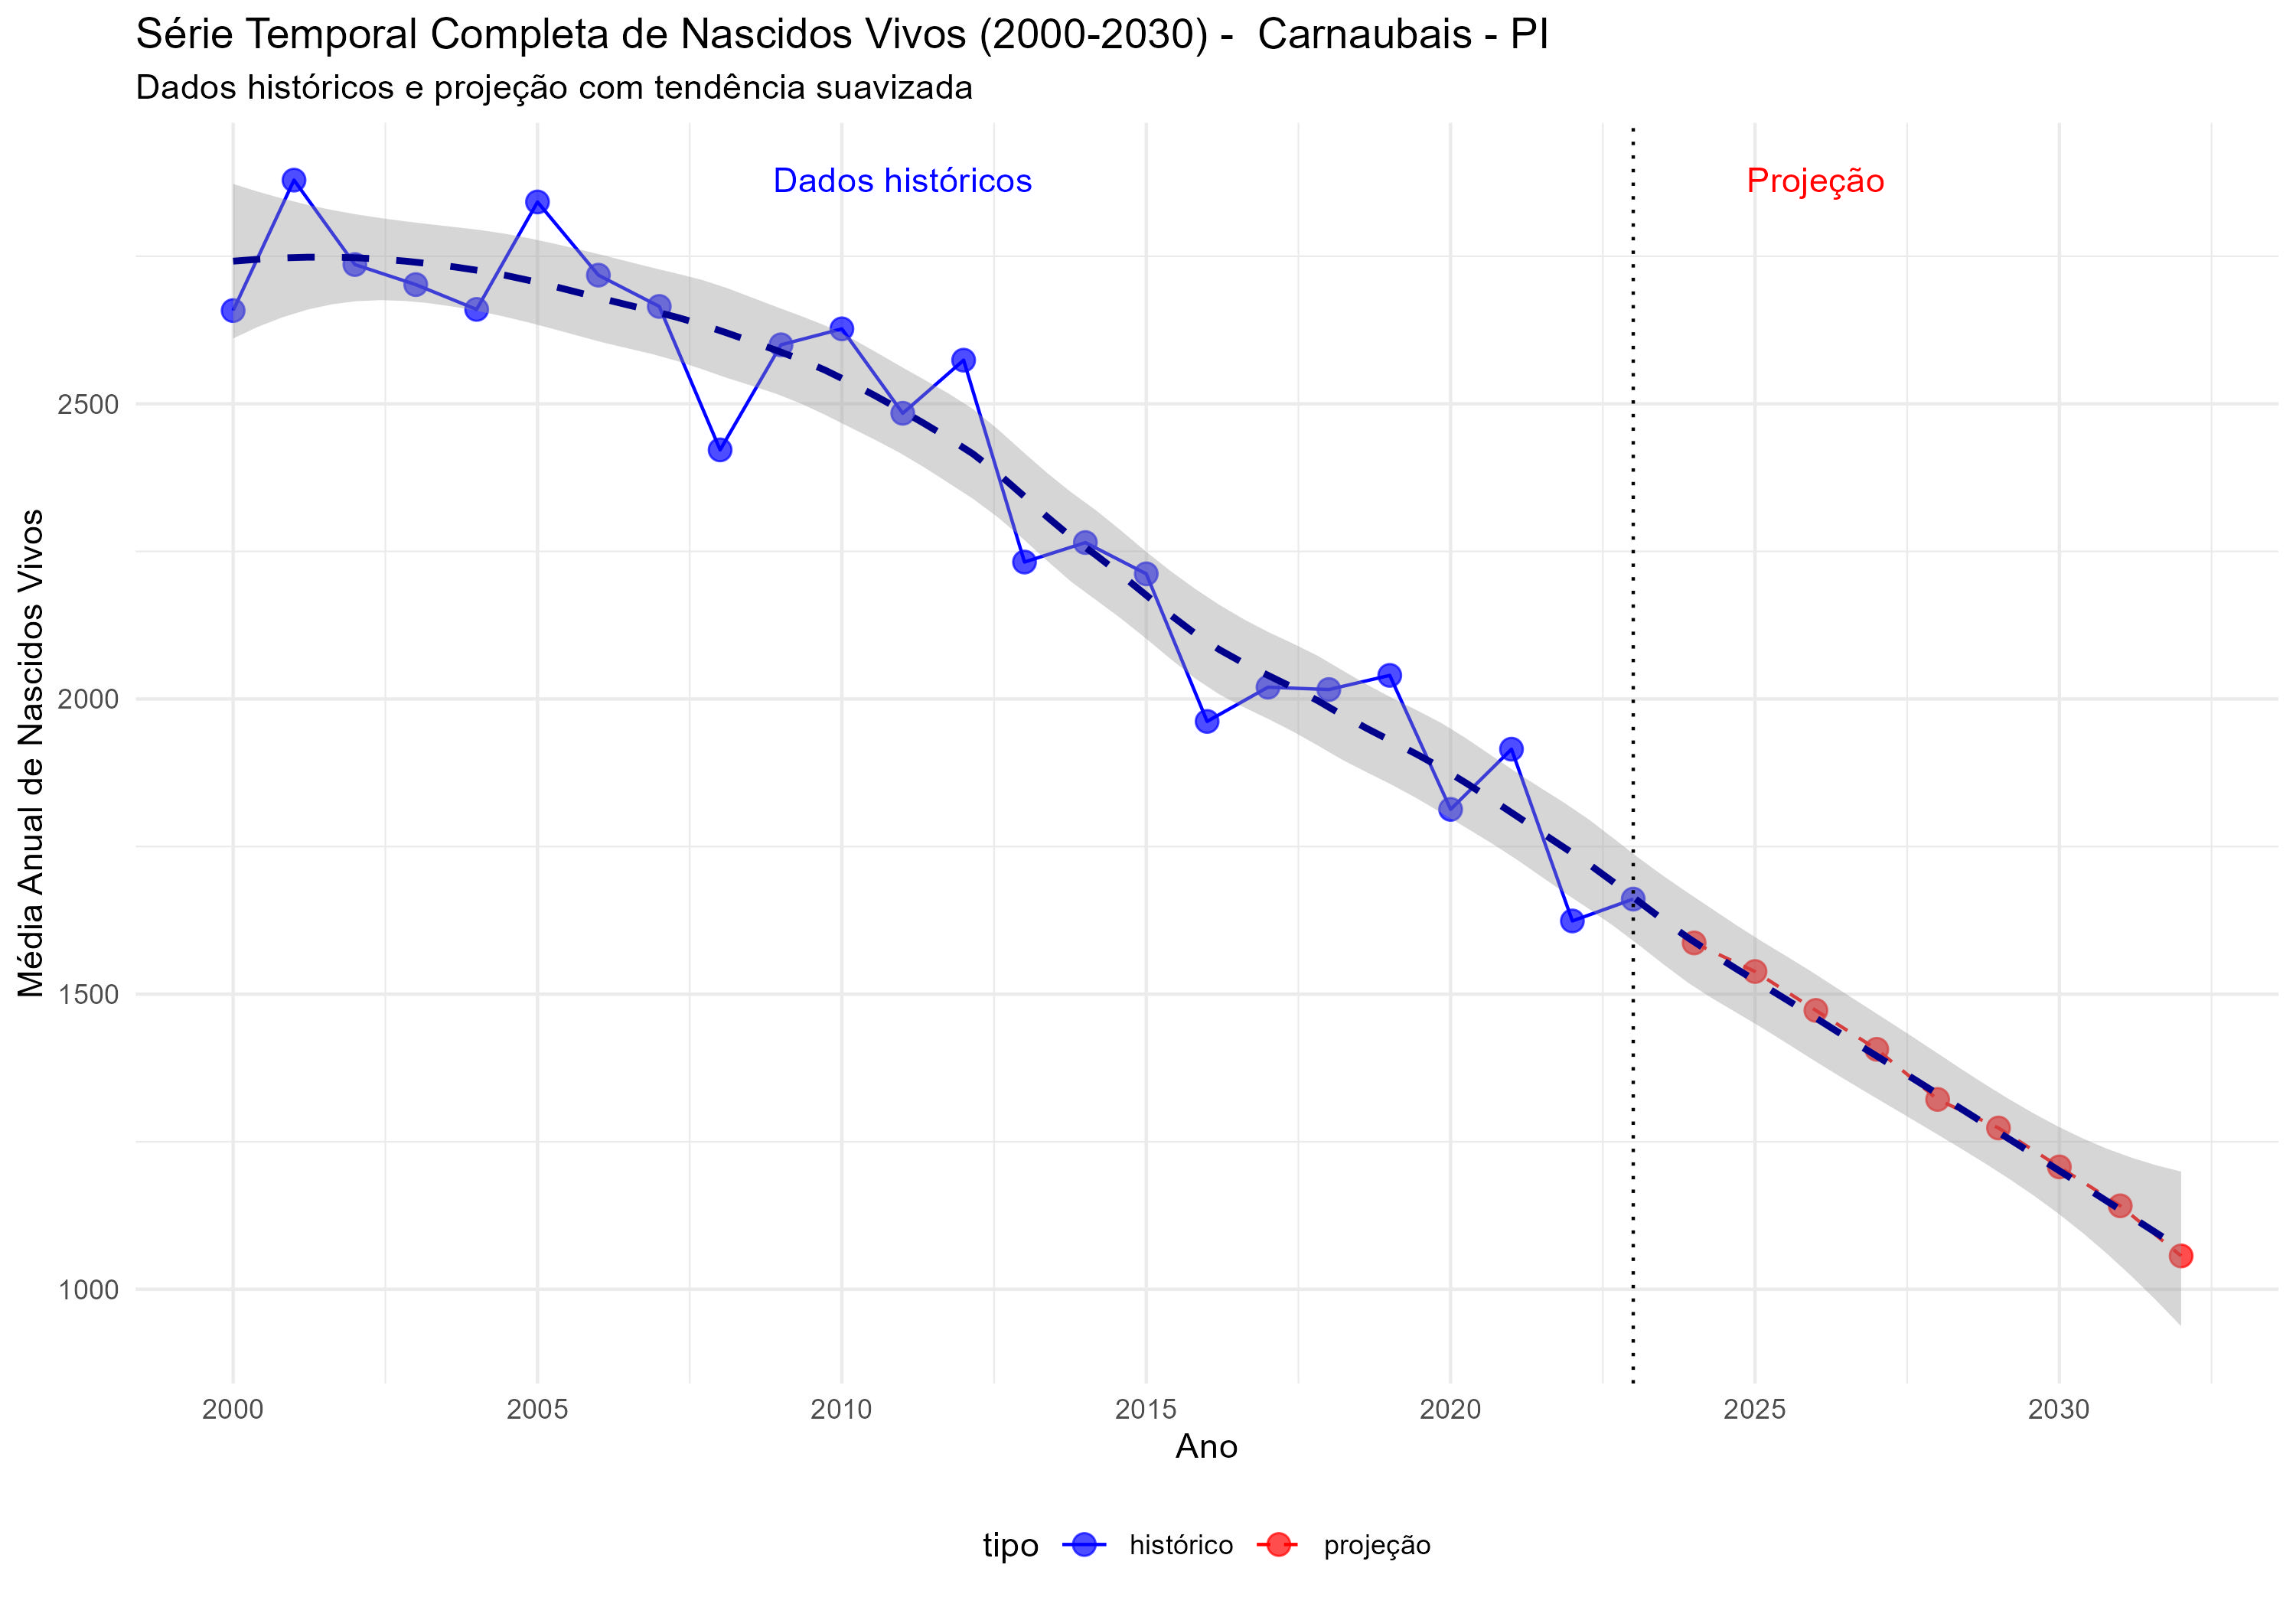 Série Temporal Completa de Nascidos Vivos (2000-2030) -  Carnaubais - PI
Dados históricos e projeção com tendência suavizada
Dados históricos
Projeção
Média Anual de Nascidos Vivos
2500
2000
1500
1000
2000 2005 2010 2015 2020 2025 2030
Ano
tipo histórico projeção